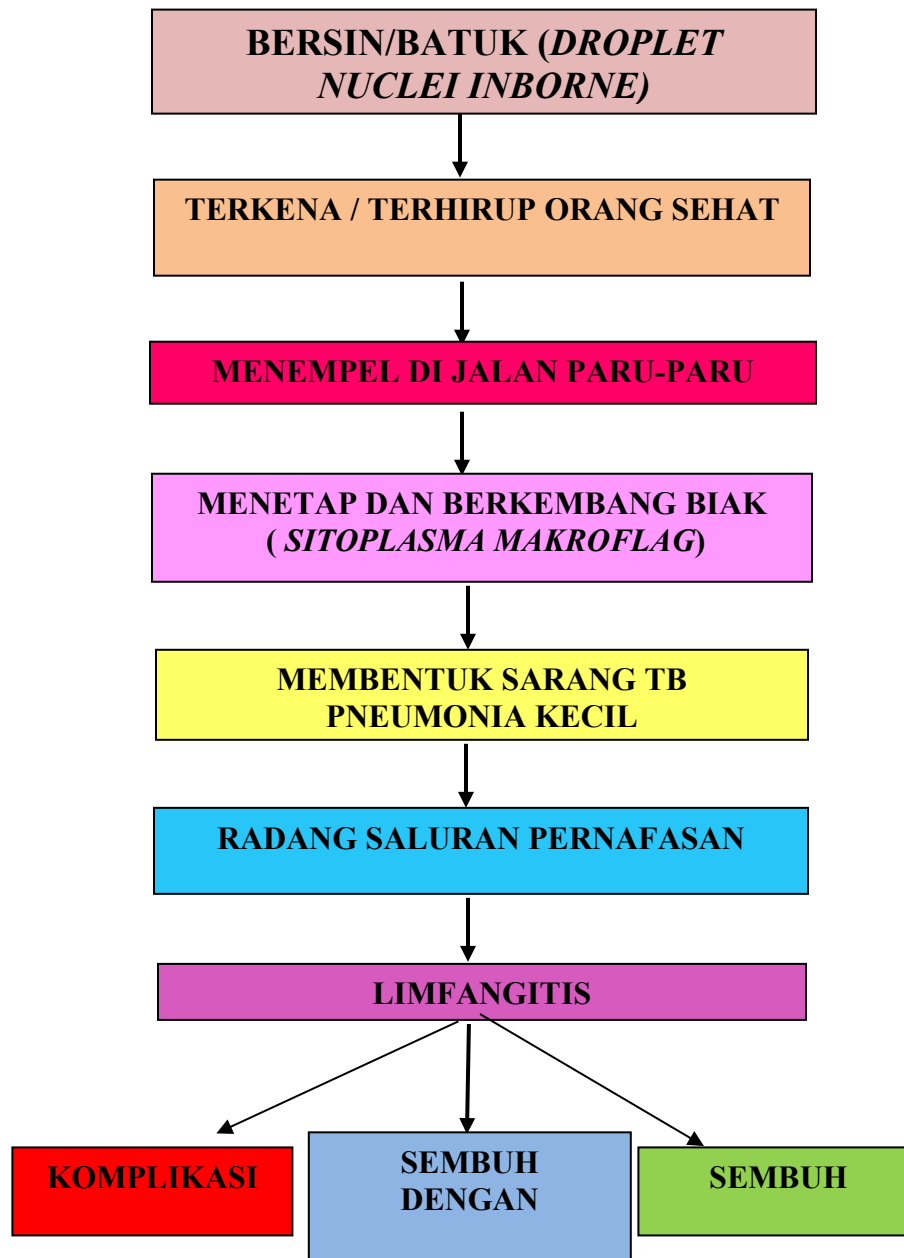 BERSIN/BATUK (DROPLET
NUCLEI INBORNE)
TERKENA / TERHIRUP ORANG SEHAT
MENEMPEL DI JALAN PARU-PARU
MENETAP DAN BERKEMBANG BIAK
( SITOPLASMA MAKROFLAG)
MEMBENTUK SARANG TB
PNEUMONIA KECIL
RADANG SALURAN PERNAFASAN
LIMFANGITIS
KOMPLIKASI
SEMBUH
DENGAN
SEMBUH